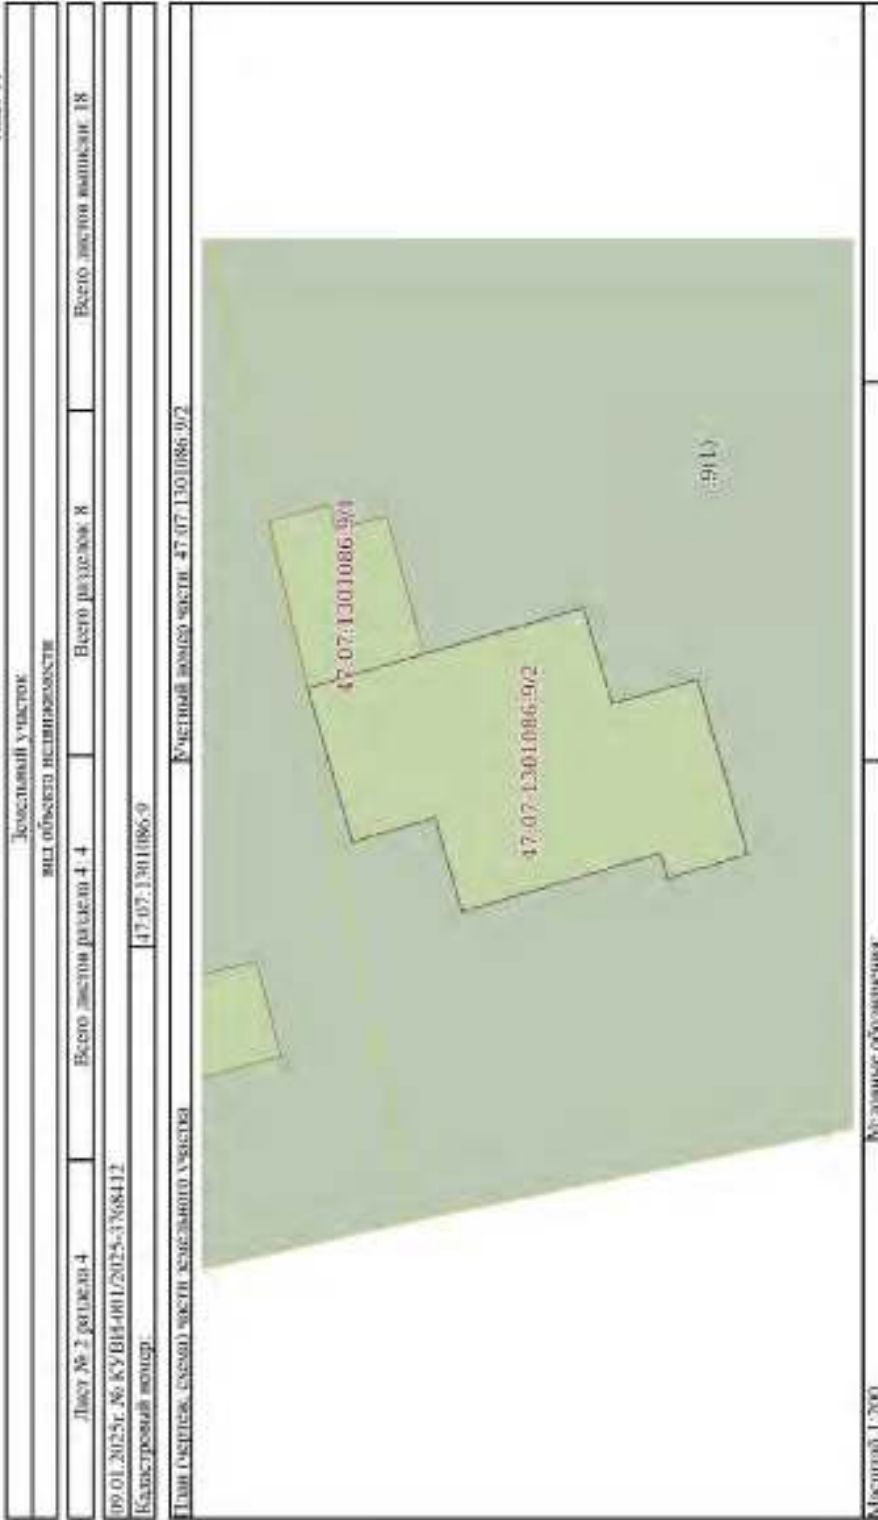 Земельный участок
вид объекта недвижимости
Лист № 2 раздела 4 Всего листов раздела 4: 4 Всего разделов: 8 Всего листов выписки: 18
09.01.2025г. № КУВИ-001/2025-3768412
Кадастровый номер: 47:07:1301086:9
План (чертеж, схема) части земельного участка Учетный номер части: 47:07:1301086:9/2
47:07:1301086:9/1
47:07:1301086:9/2
:9(1)
Масштаб 1:700 Условные обозначения: